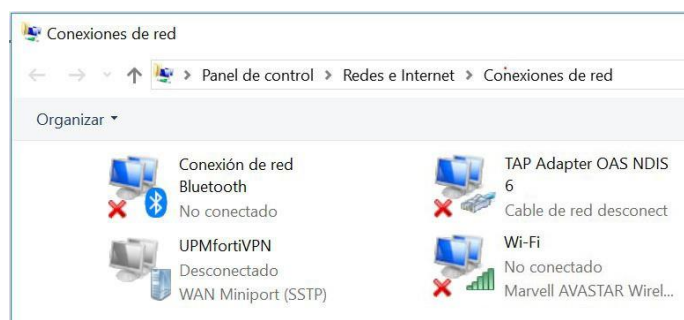 Conexiones de red
Panel de control > Redes e Internet > Conexiones de red
Organizar
Conexión de red
Bluetooth
No conectado
TAP Adapter OAS NDIS
6
Cable de red desconect
UPMfortiVPN
Desconectado
WAN Miniport (SSTP)
Wi-Fi
No conectado
Marvell AVASTAR Wirel...